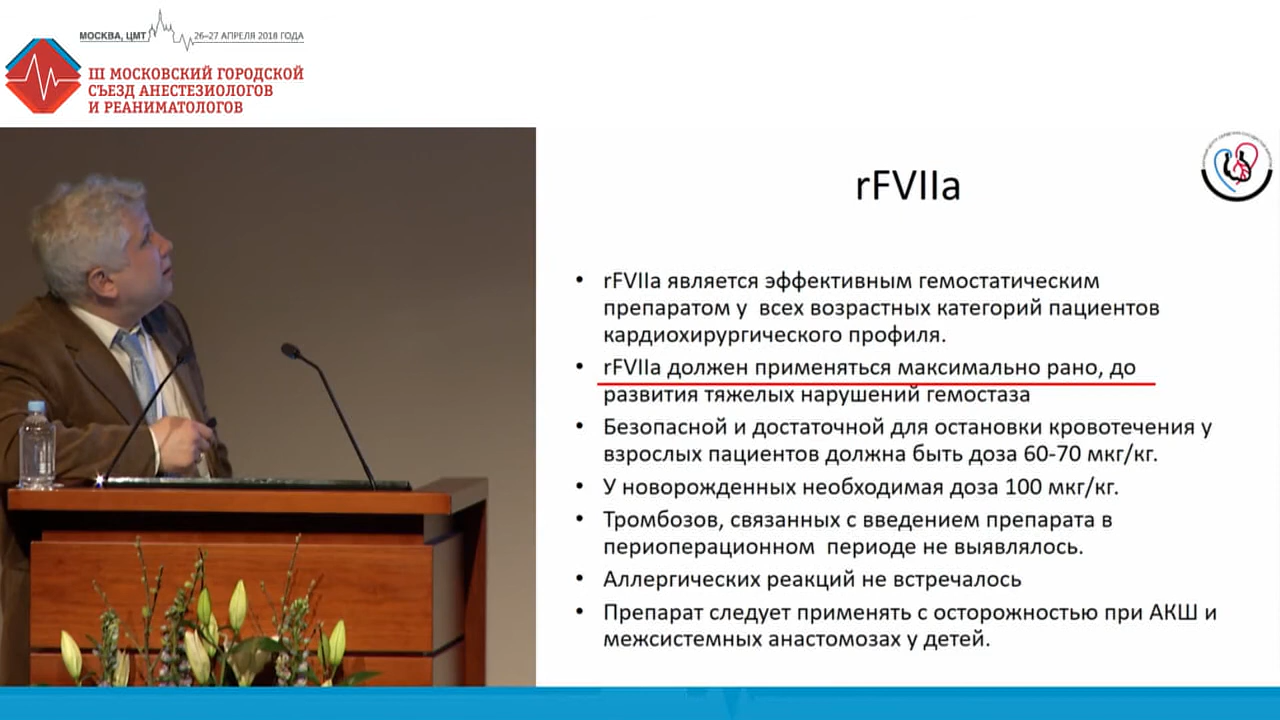 МОСКВА, ЦМТ 26–27 АПРЕЛЯ 2018 ГОДА
III МОСКОВСКИЙ ГОРОДСКОЙ
СЪЕЗД АНЕСТЕЗИОЛОГОВ
И РЕАНИМАТОЛОГОВ
rFVIIa
• rFVIIa является эффективным гемостатическим
препаратом у всех возрастных категорий пациентов
кардиохирургического профиля.
• rFVIIa должен применяться максимально рано, до
развития тяжелых нарушений гемостаза
• Безопасной и достаточной для остановки кровотечения у
взрослых пациентов должна быть доза 60-70 мкг/кг.
• У новорожденных необходимая доза 100 мкг/кг.
• Тромбозов, связанных с введением препарата в
периоперационном периоде не выявлялось.
• Аллергических реакций не встречалось
• Препарат следует применять с осторожностью при АКШ и
межсистемных анастомозах у детей.